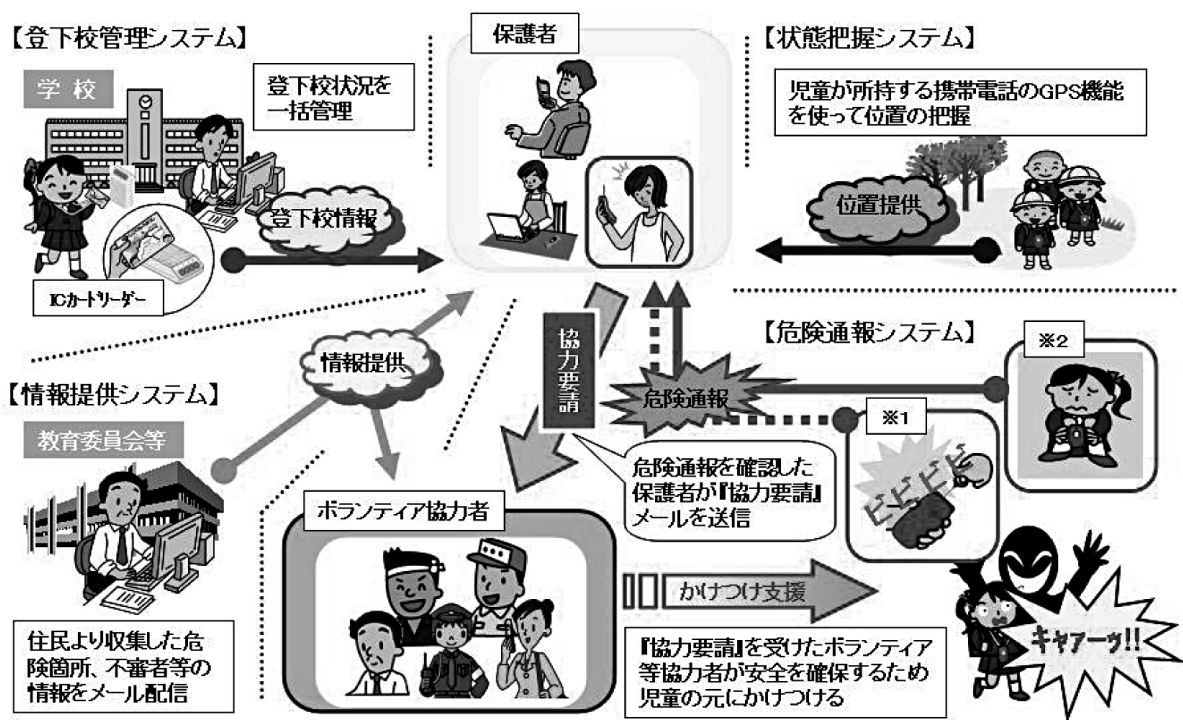 【登下校管理システム】
学 校
登下校状況を
一括管理
登下校情報
ICカードリーダー
保護者
【状態把握システム】
児童が所持する携帯電話のGPS機能
を使って位置の把握
位置提供
【情報提供システム】
教育委員会等
情報提供
住民より収集した危
険箇所、不審者等の
情報をメール配信
協力要請
【危険通報システム】
危険通報
※2
※1
ビビビビ
危険通報を確認した
保護者が『協力要請』
メールを送信
ボランティア協力者
かけつけ支援
『協力要請』を受けたボランティア
等協力者が安全を確保するため
児童の元にかけつける
キャアーゥ!!